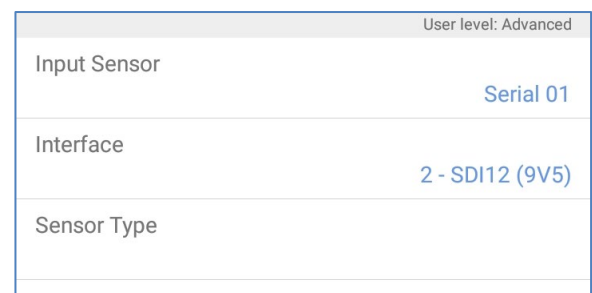 User level: Advanced
Input Sensor
Serial 01
Interface
2 - SDI12 (9V5)
Sensor Type